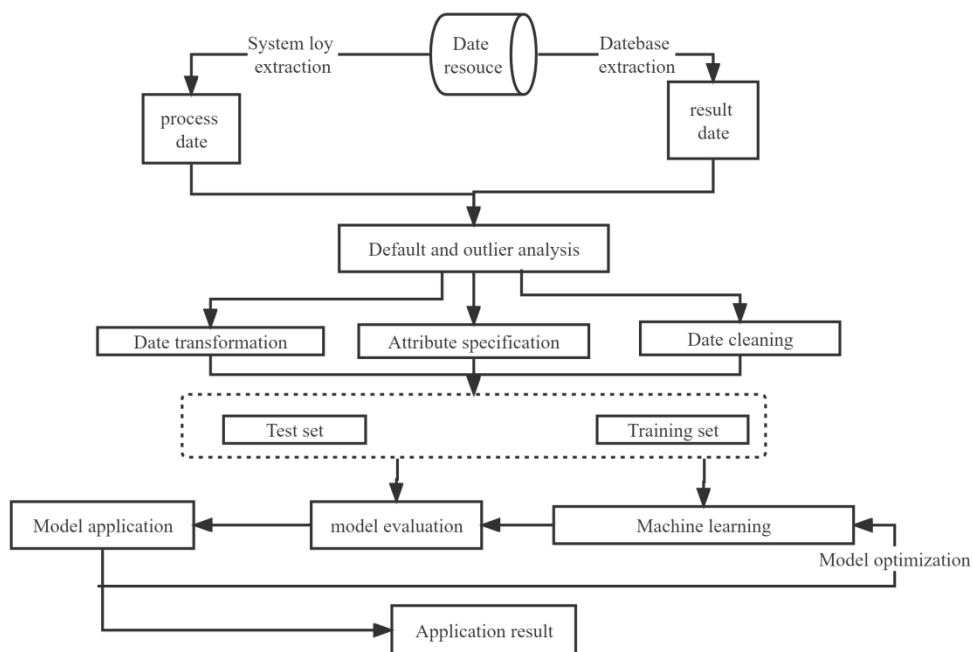 System loy
extraction
Date
resouce
Datebase
extraction
process
date
result
date
Default and outlier analysis
Date transformation
Attribute specification
Date cleaning
Test set
Training set
Model application
model evaluation
Machine learning
Model optimization
Application result